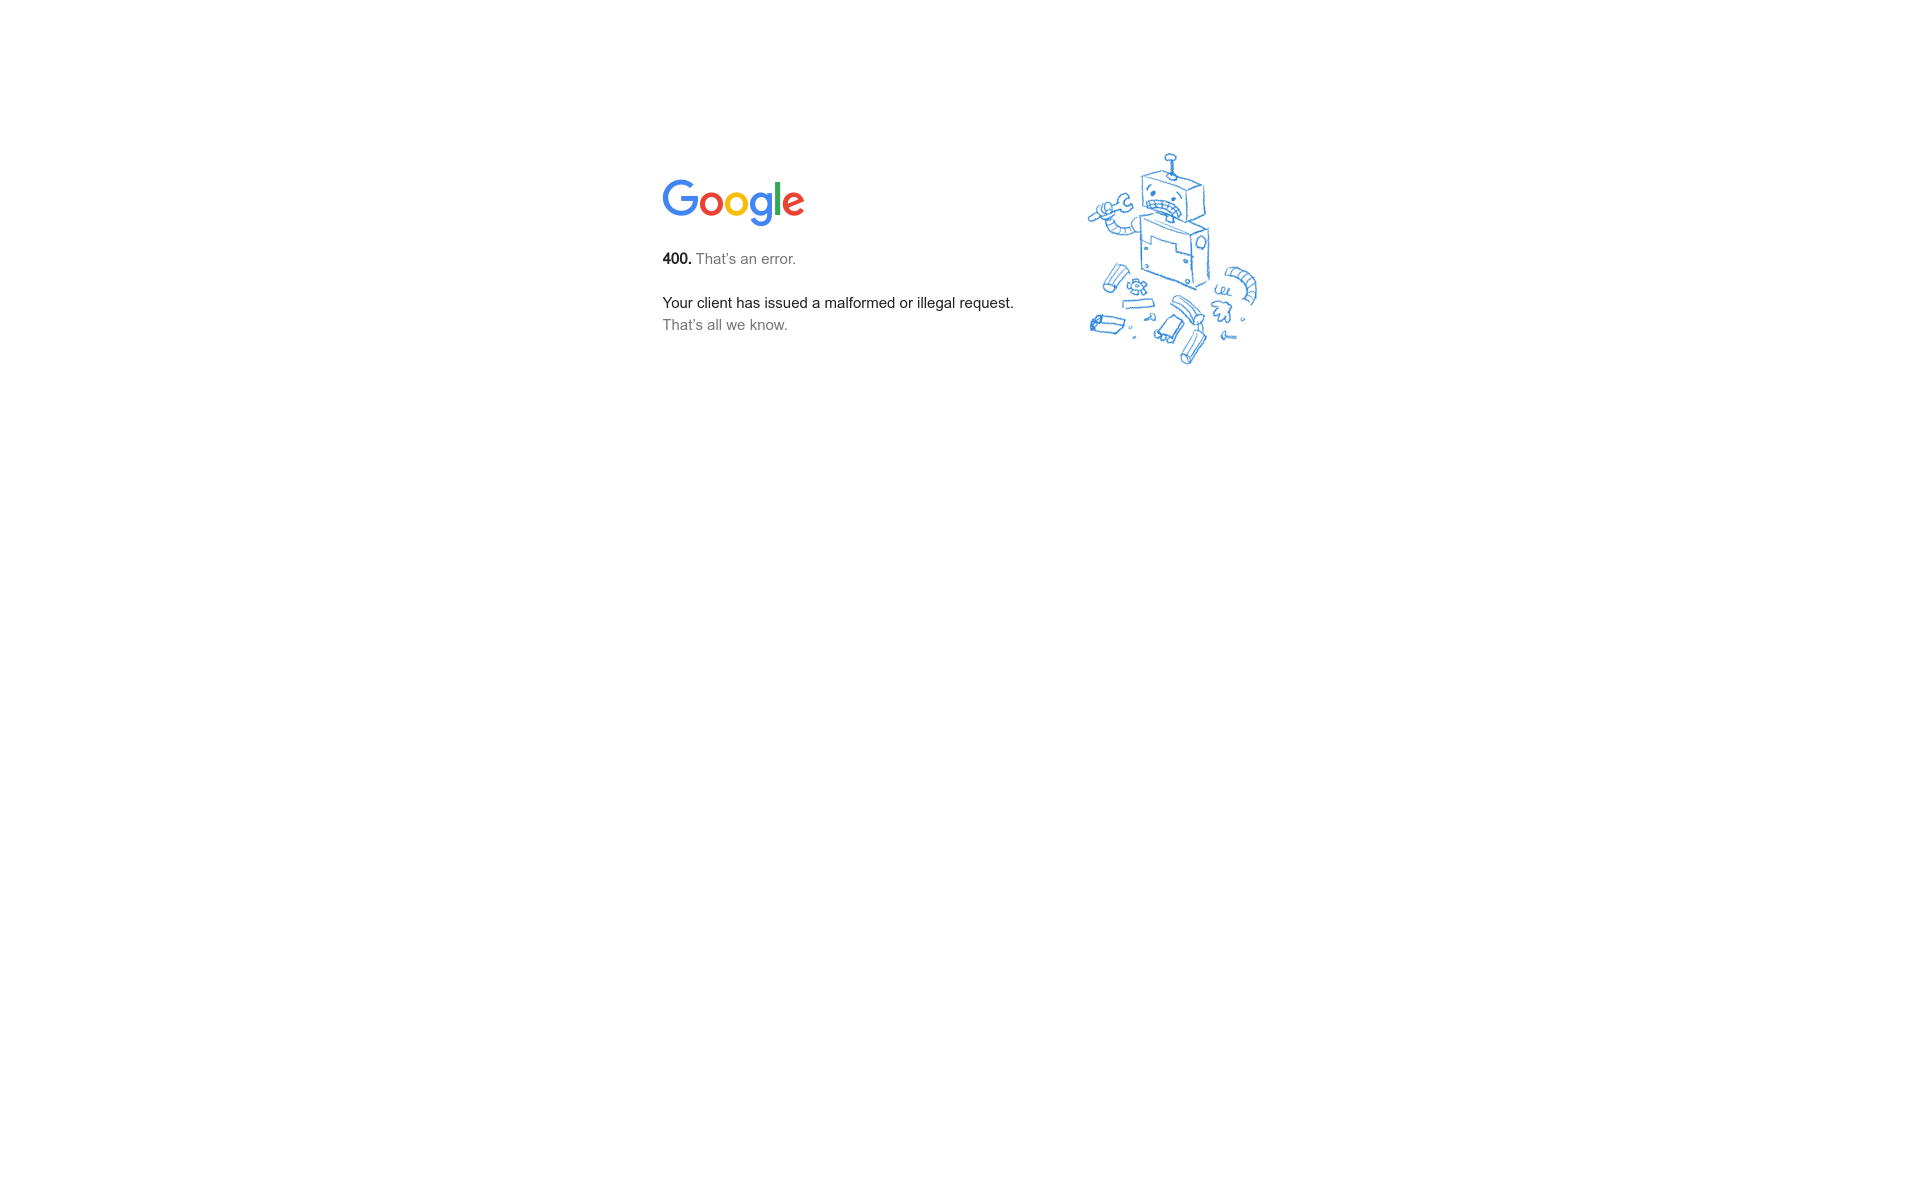 Google
400. That’s an error.
Your client has issued a malformed or illegal request.
That’s all we know.